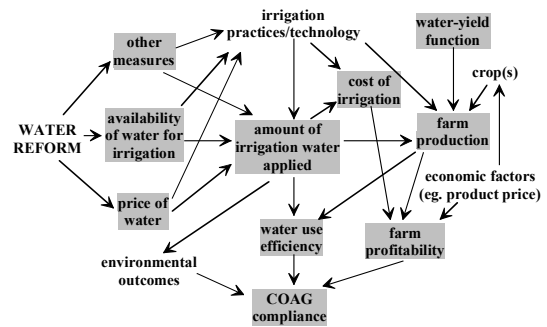 irrigation
practices/technology
water-yield
function
other
measures
crop(s)
cost of
irrigation
WATER
REFORM
availability
of water for
irrigation
amount of
irrigation water
applied
farm
production
economic factors
(eg. product price)
price of
water
water use
efficiency
farm
profitability
environmental
outcomes
COAG
compliance